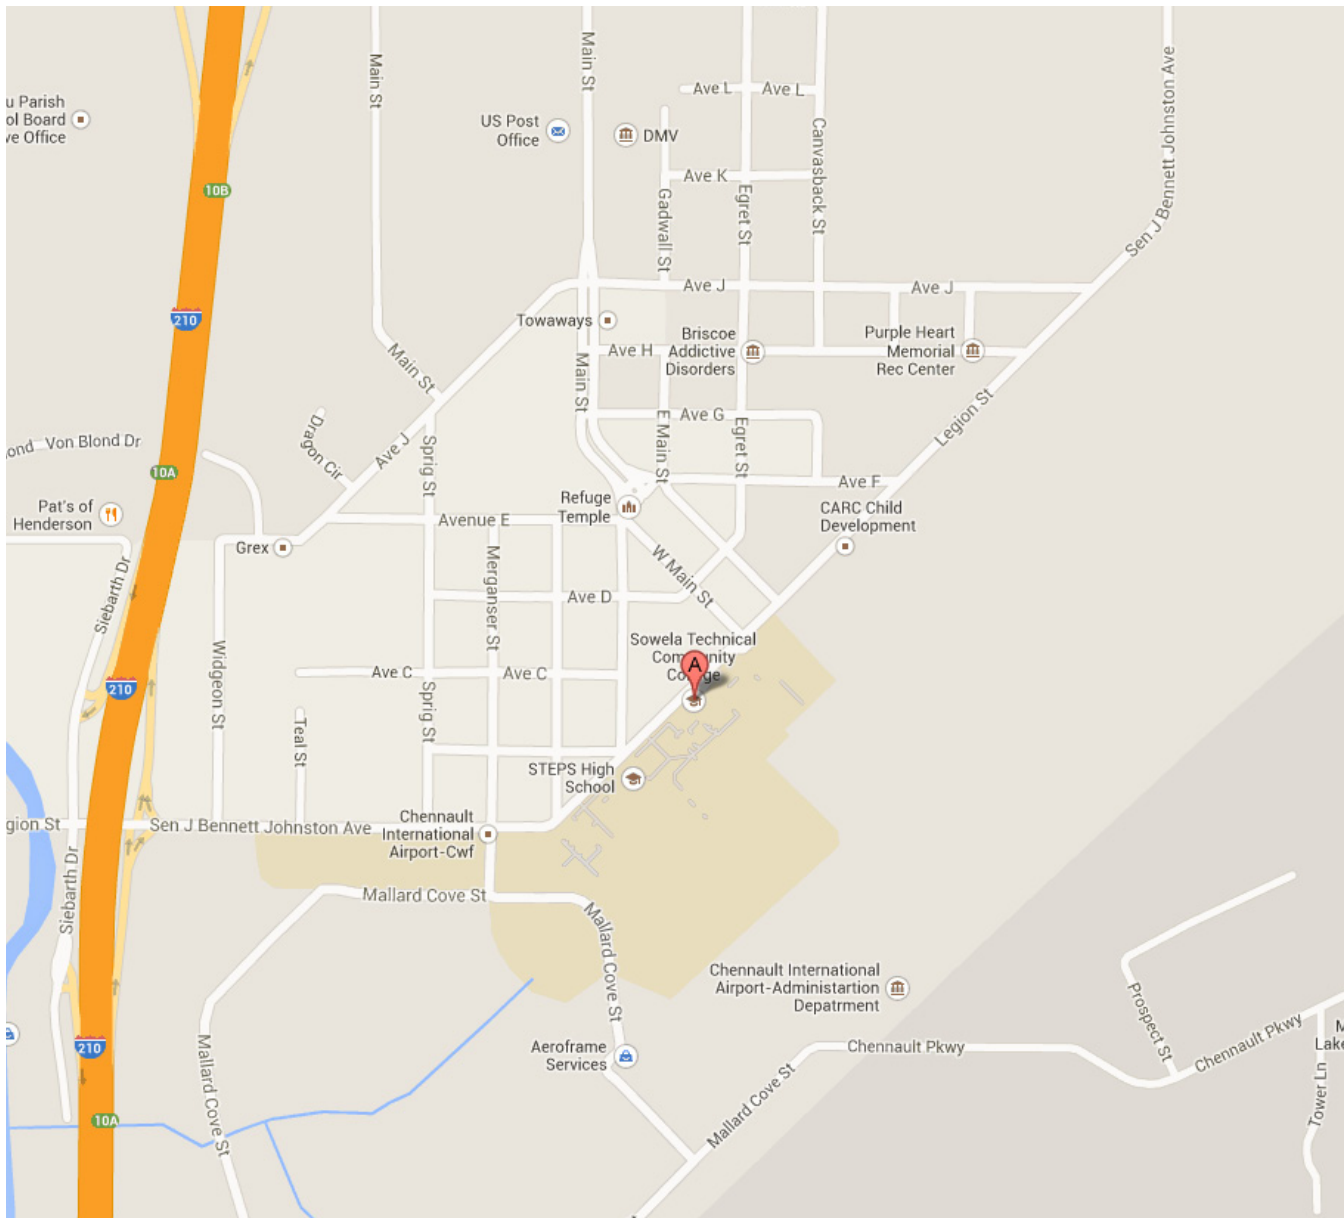 Main St
Main St
Ave L
Ave L
u Parish
ol Board
ve Office
US Post
Office
DMV
Canvasback St
Sen J Bennett Johnston Ave
10B
Ave K
Gadwall St
Egret St
Ave J
Ave J
210
Towaways
Briscoe
Addictive
Disorders
Purple Heart
Memorial
Rec Center
Ave H
Main St
Main St
Ave G
E Main St
Egret St
Legion St
Dragon Cir
Ave J
Sprig St
ond
Von Blond Dr
10A
Ave F
Pat's of
Henderson
Refuge
Temple
CARC Child
Development
Avenue E
Grex
Siebarth Dr
Merganser St
W Main St
Ave D
Widgeon St
Sowela Technical
Community
College
A
Ave C
Ave C
210
Sprig St
Teal St
STEPS High
School
gion St
Sen J Bennett Johnston Ave
Chennault
International
Airport-Cwf
Siebarth Dr
Mallard Cove St
Mallard Cove St
Chennault International
Airport-Administartion
Depatrment
Prospect St
210
Mallard Cove St
Aeroframe
Services
Chennault Pkwy
Chennault Pkwy
M
Lake
10A
Mallard Cove St
Tower Ln